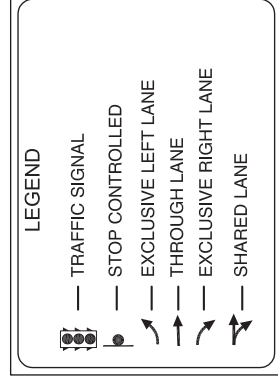 LEGEND
— TRAFFIC SIGNAL
— STOP CONTROLLED
— EXCLUSIVE LEFT LANE
— THROUGH LANE
— EXCLUSIVE RIGHT LANE
— SHARED LANE